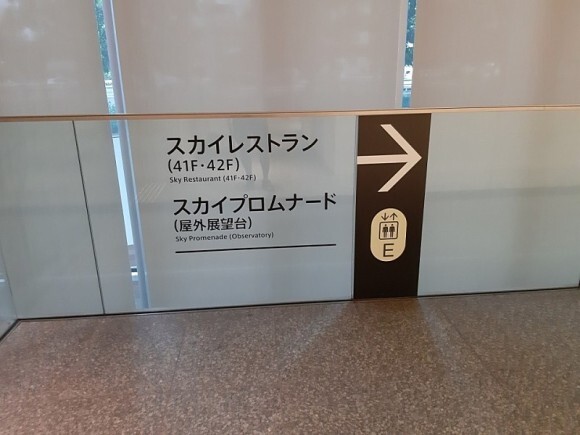 スカイレストラン
(41F・42F)
Sky Restaurant (41F・42F)
スカイプロムナード
(屋外展望台)
Sky Promenade (Observatory)
E